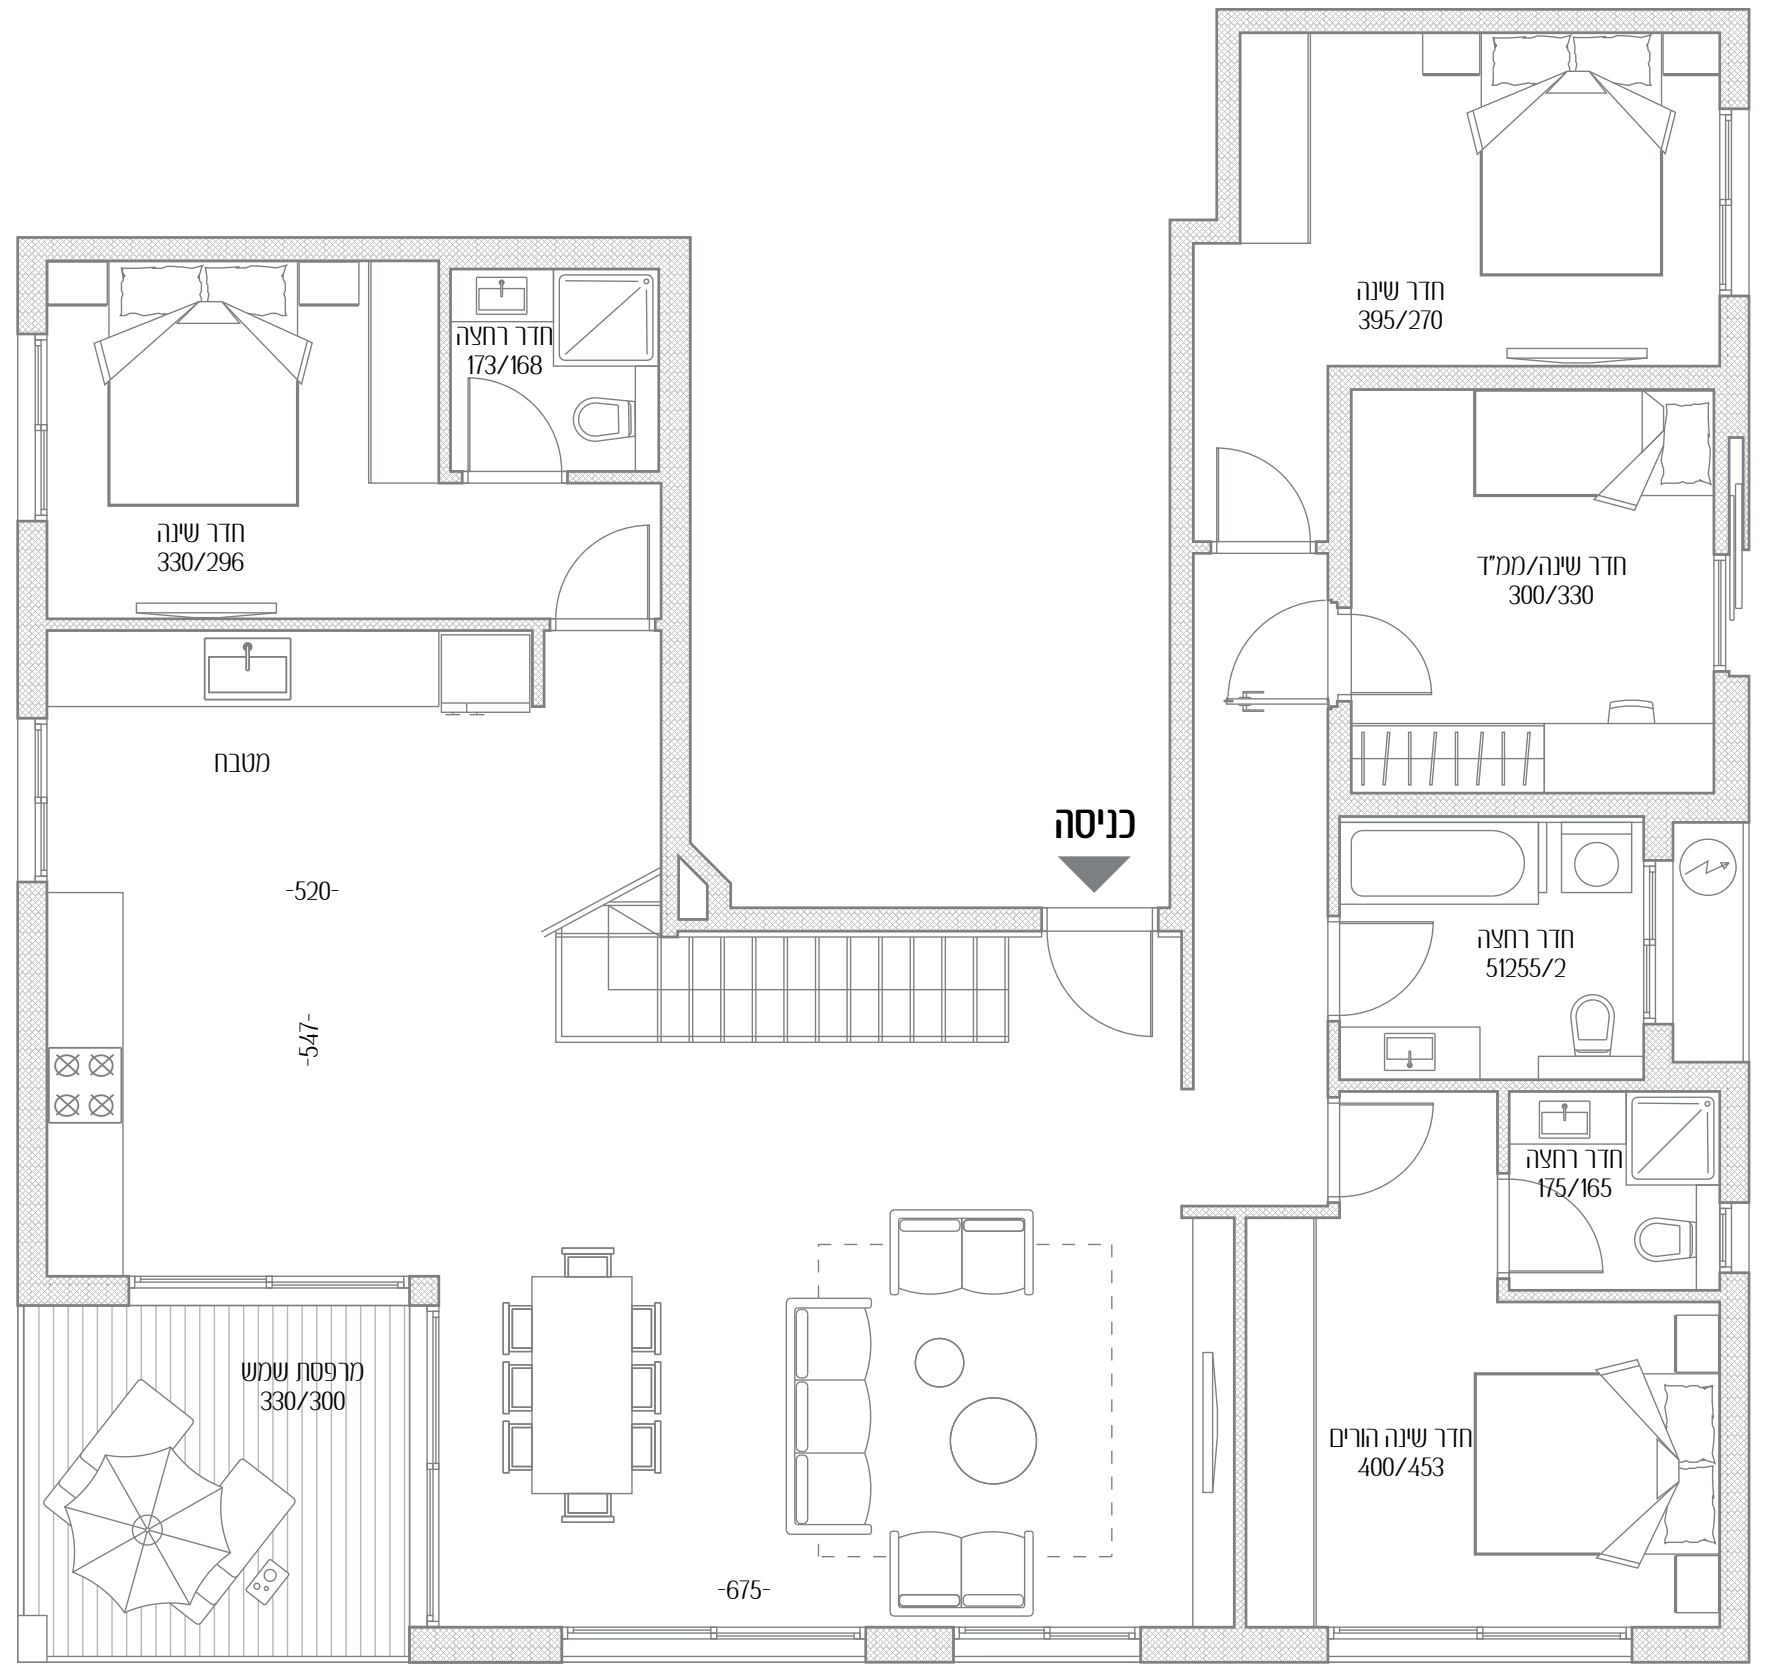 חדר שינה
395/270
חדר רחצה
173/168
חדר שינה
330/296
חדר שינה/ממ"ד
300/330
מטבח
כניסה
-520-
חדר רחצה
51255/2
-547-
חדר רחצה
175/165
מרפסת שמש
330/300
חדר שינה הורים
400/453
-675-